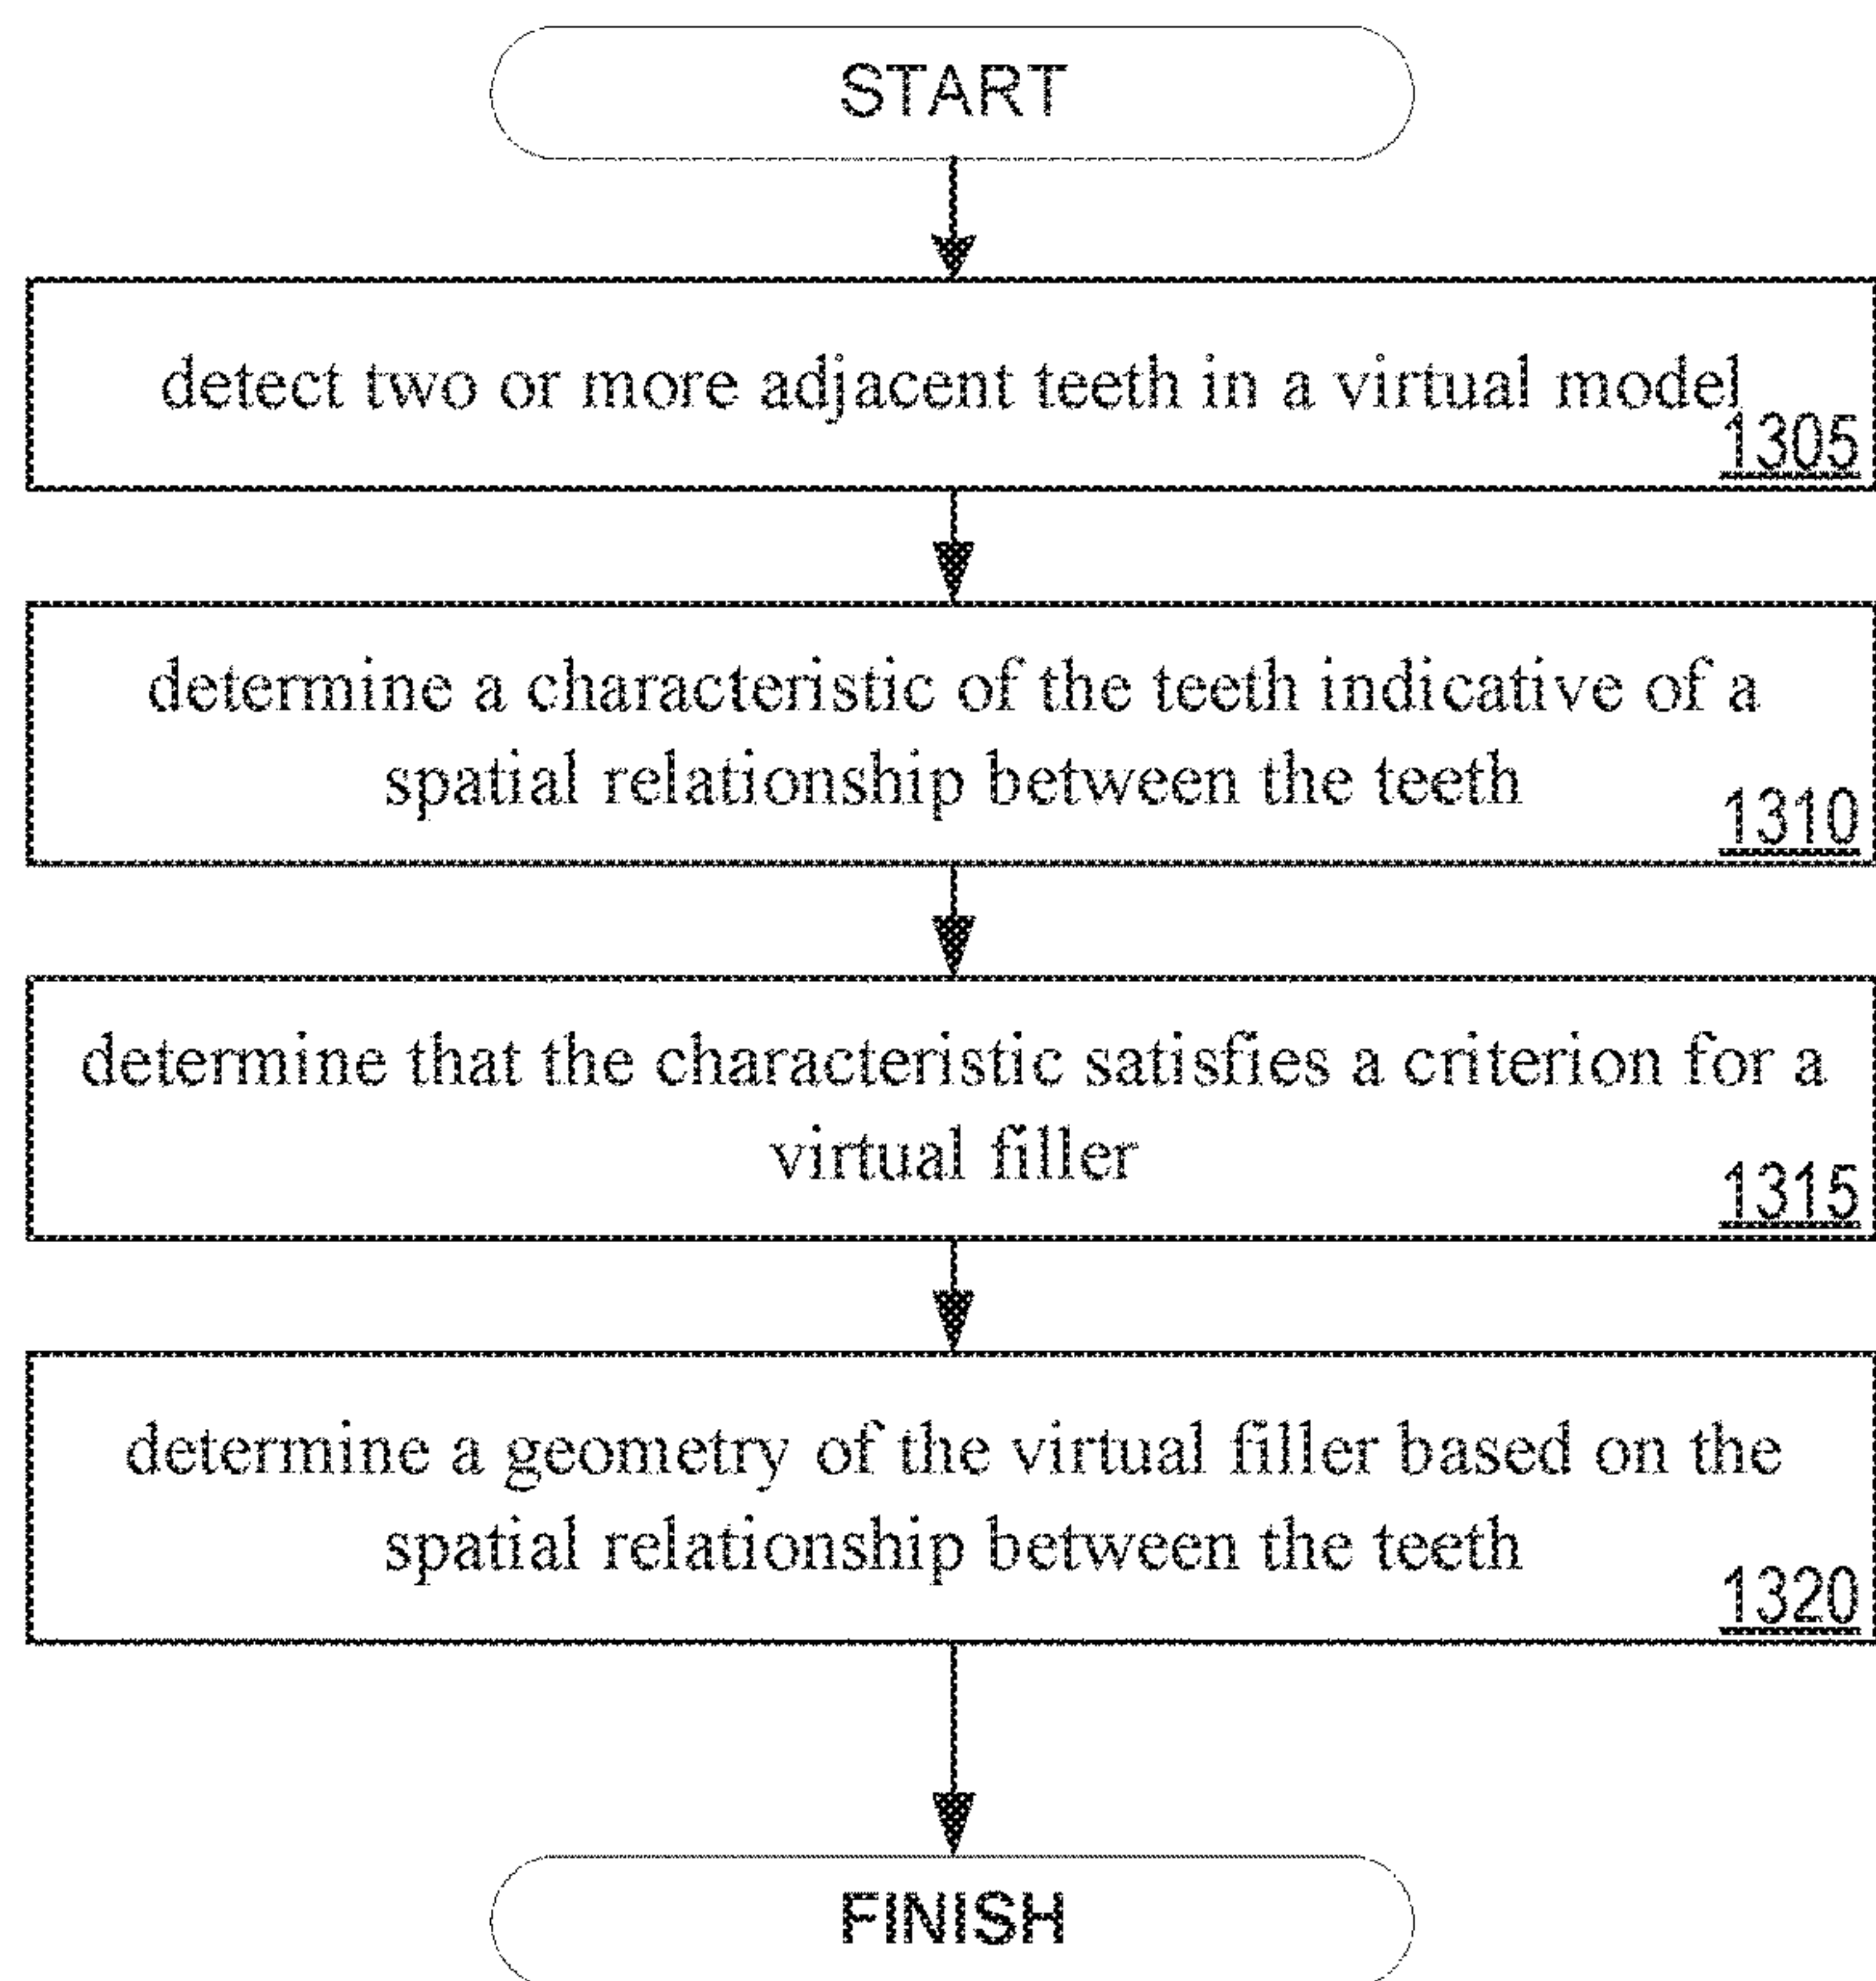 START
detect two or more adjacent teeth in a virtual model
1305
determine a characteristic of the teeth indicative of a
spatial relationship between the teeth
1310
determine that the characteristic satisfies a criterion for a
virtual filler
1315
determine a geometry of the virtual filler based on the
spatial relationship between the teeth
1320
FINISH